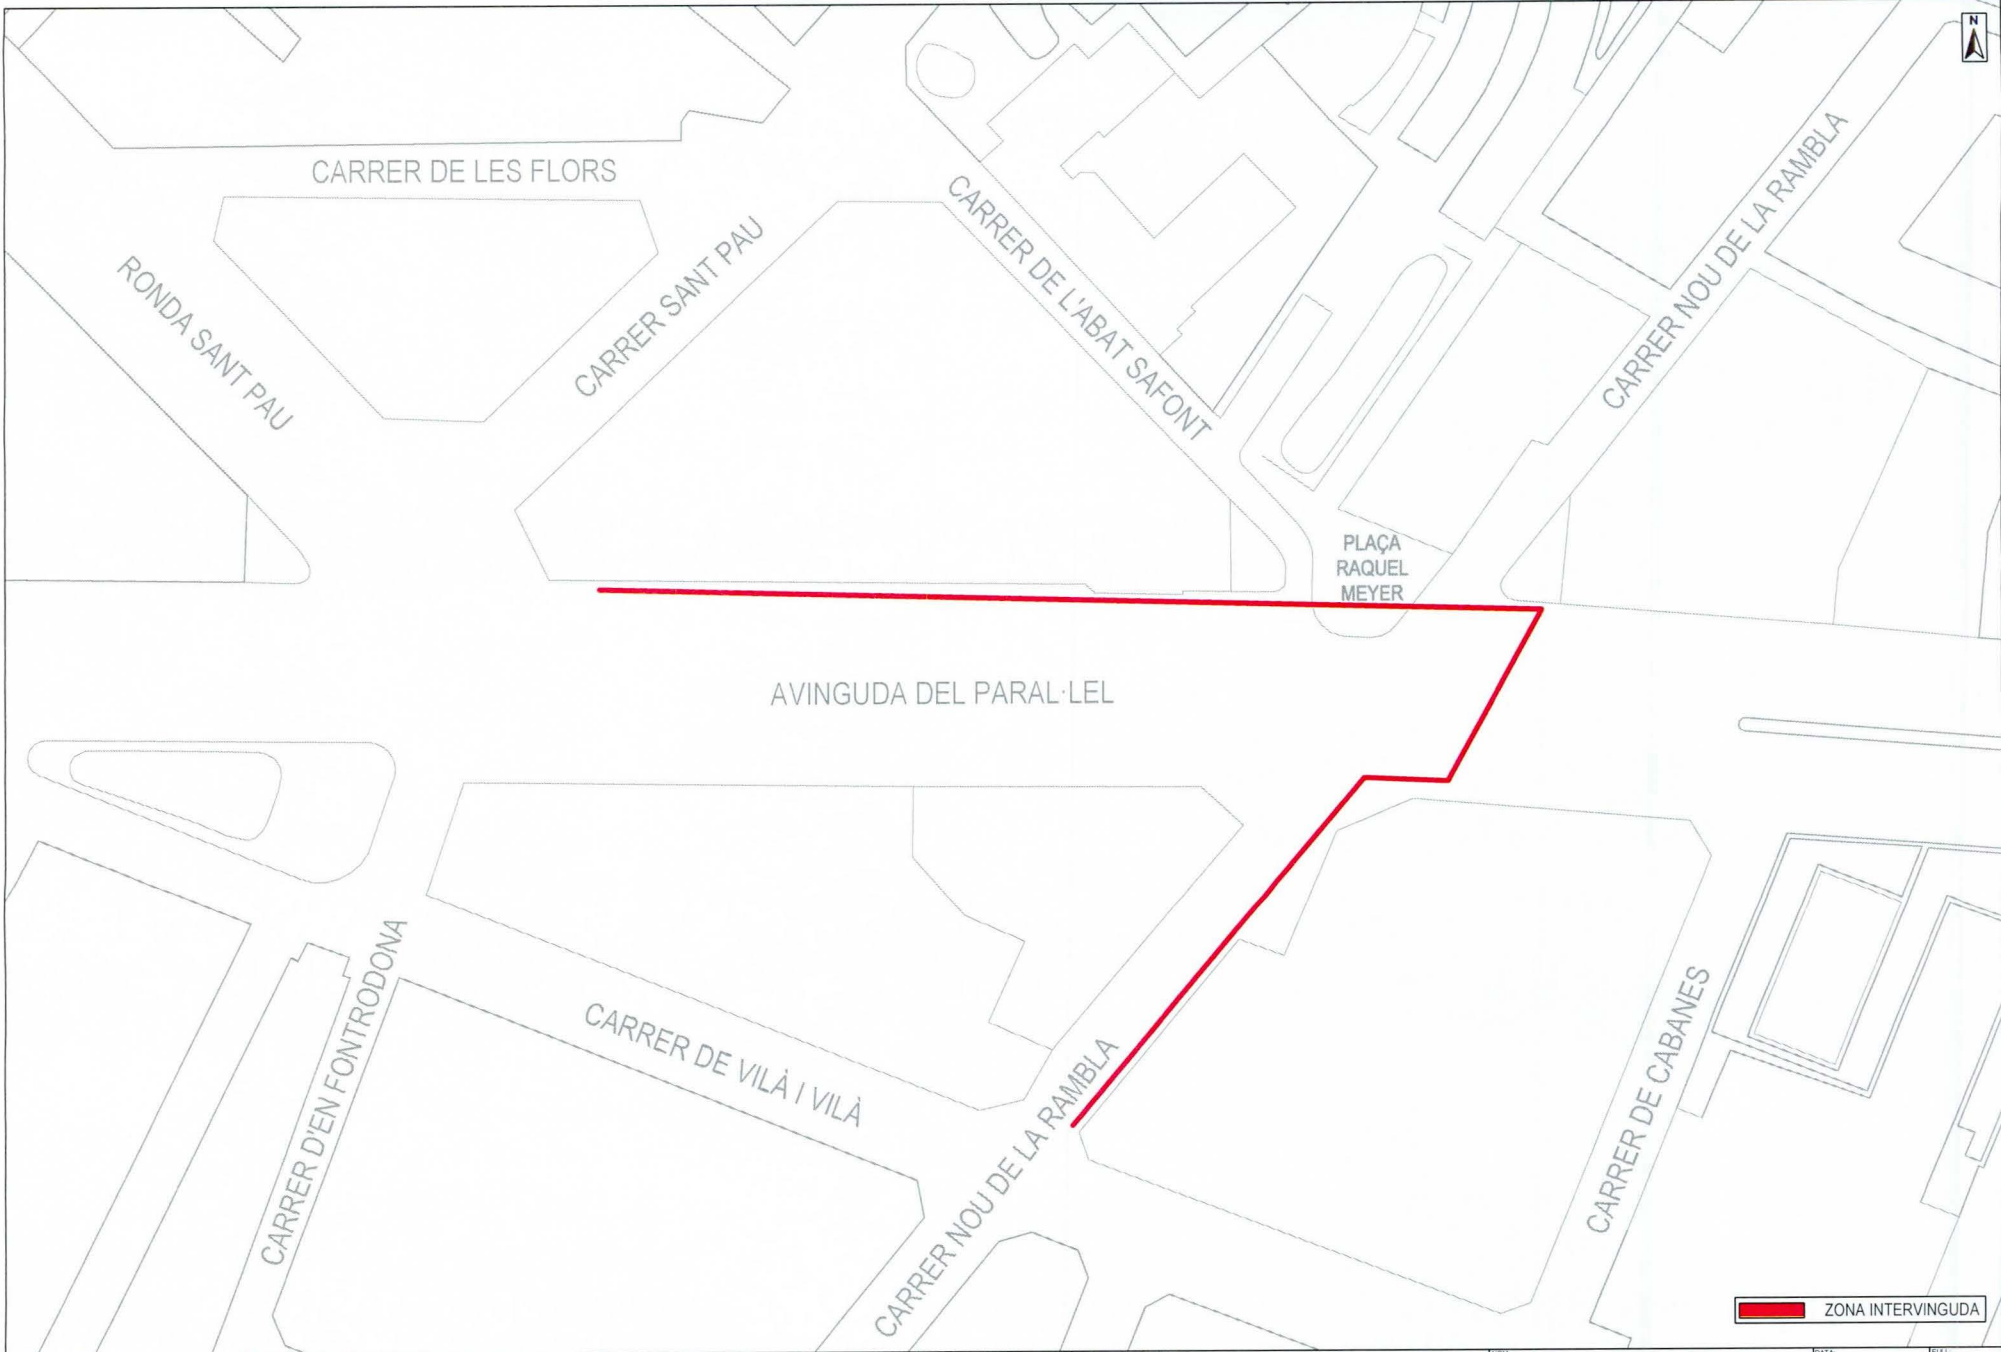 N
CARRER DE LES FLORS
RONDA SANT PAU
CARRER SANT PAU
CARRER DE L'ABAT SAFONT
CARRER NOU DE LA RAMBLA
PLAÇA
RAQUEL
MEYER
AVINGUDA DEL PARAL·LEL
CARRER D'EN FONTRODONA
CARRER DE VILÀ I VILÀ
CARRER NOU DE LA RAMBLA
CARRER DE CABANES
ZONA INTERVINGUDA